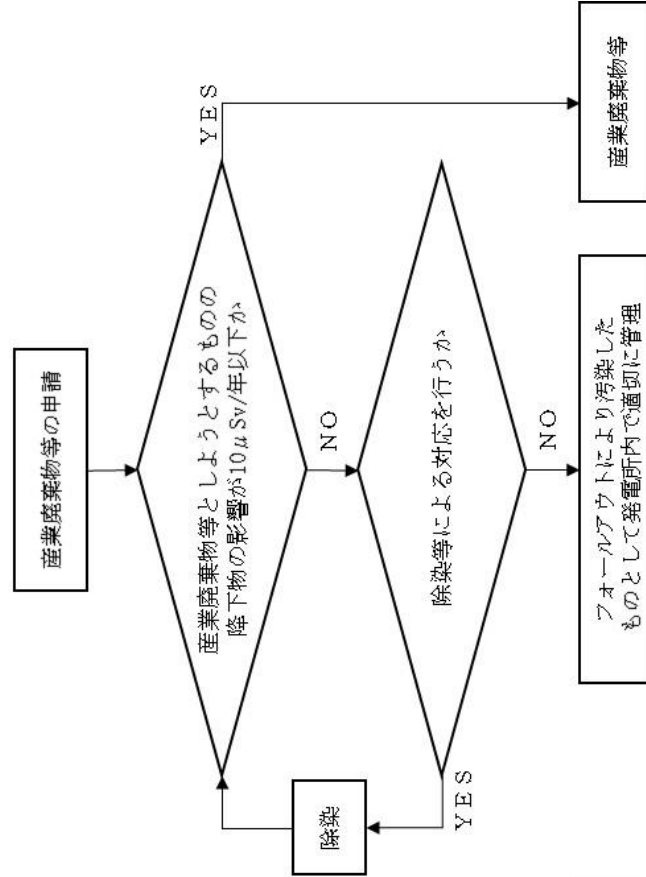 産業廃棄物等の申請
産業廃棄物等としようとするものの
降下物の影響が10μSv/年以下か
YES
NO
除染等による対応を行うか
YES
NO
除染
フォールアウトにより汚染した
ものとして発電所内で適切に管理
産業廃棄物等